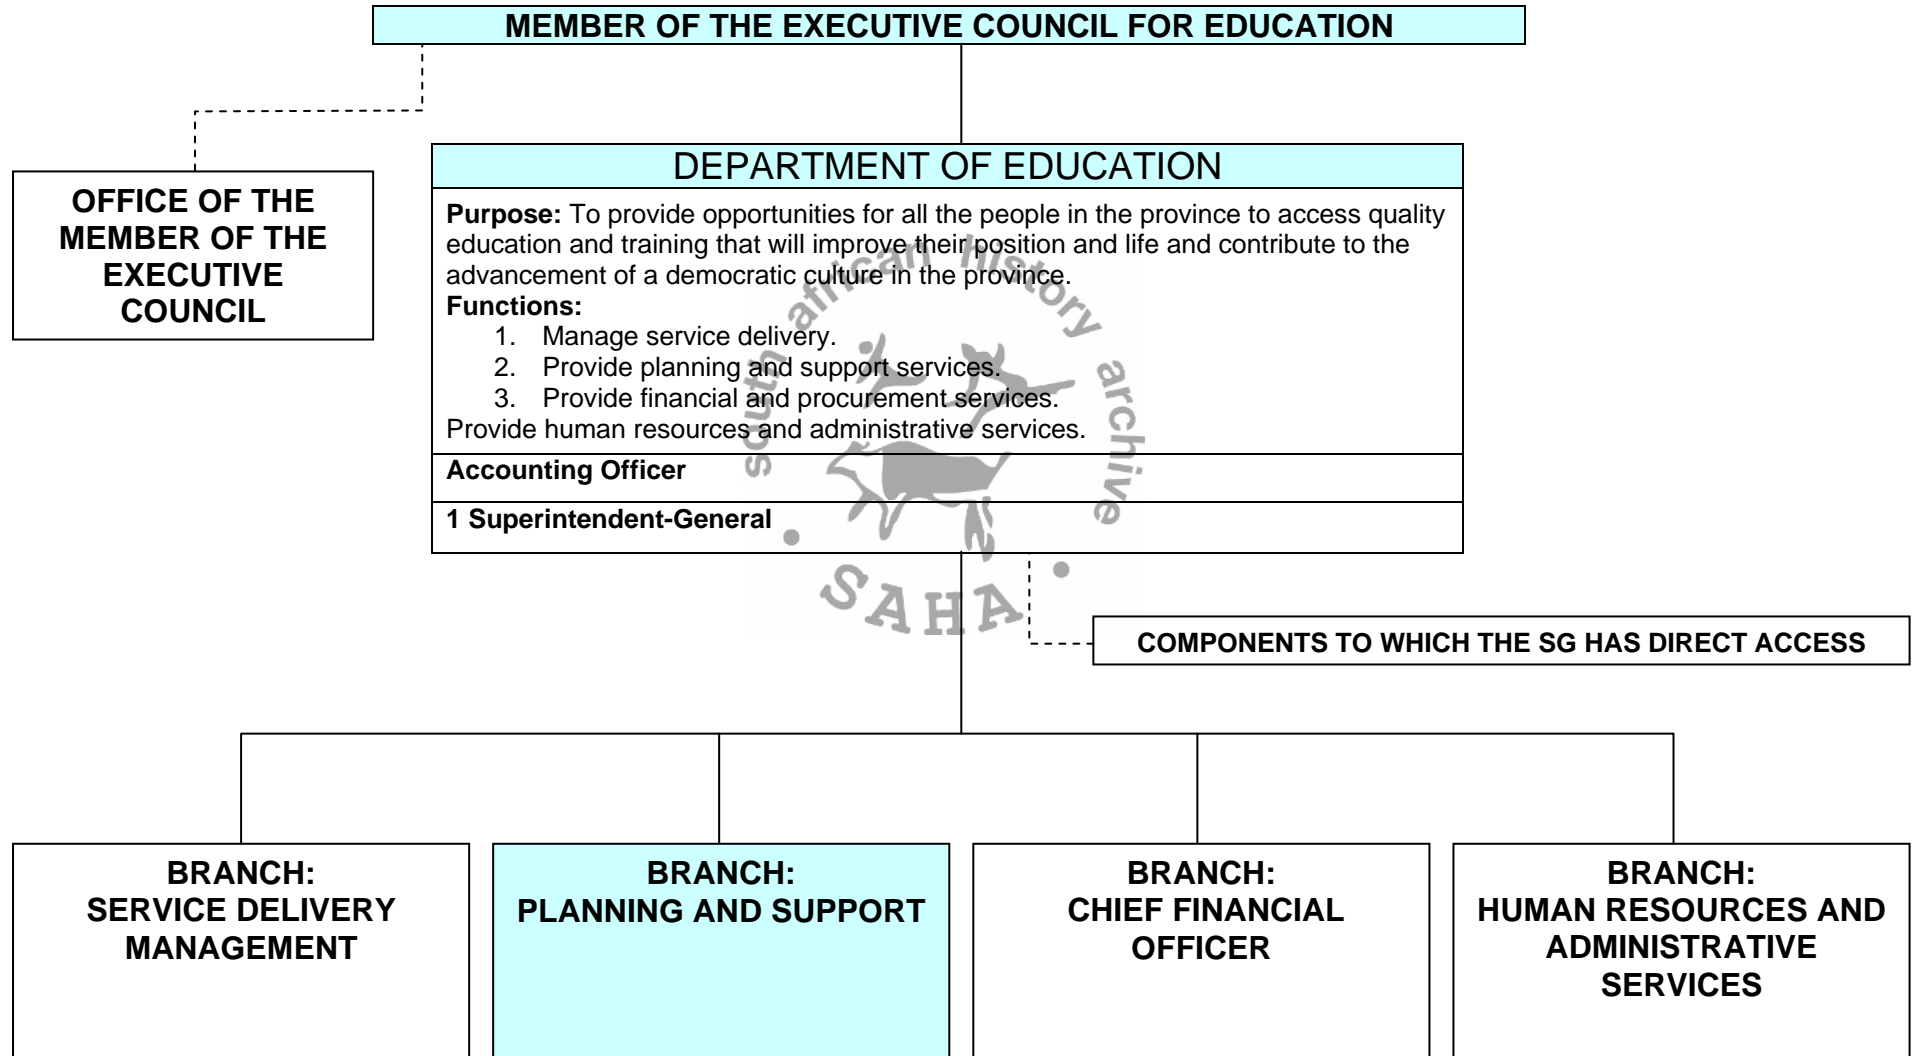 MEMBER OF THE EXECUTIVE COUNCIL FOR EDUCATION
OFFICE OF THE
MEMBER OF THE
EXECUTIVE
COUNCIL
DEPARTMENT OF EDUCATION
Purpose: To provide opportunities for all the people in the province to access quality
education and training that will improve their position and life and contribute to the
advancement of a democratic culture in the province.
Functions:
1. Manage service delivery.
2. Provide planning and support services.
3. Provide financial and procurement services.
Provide human resources and administrative services.
Accounting Officer
1 Superintendent-General
south african history archive
SAHA
COMPONENTS TO WHICH THE SG HAS DIRECT ACCESS
BRANCH:
SERVICE DELIVERY
MANAGEMENT
BRANCH:
PLANNING AND SUPPORT
BRANCH:
CHIEF FINANCIAL
OFFICER
BRANCH:
HUMAN RESOURCES AND
ADMINISTRATIVE
SERVICES